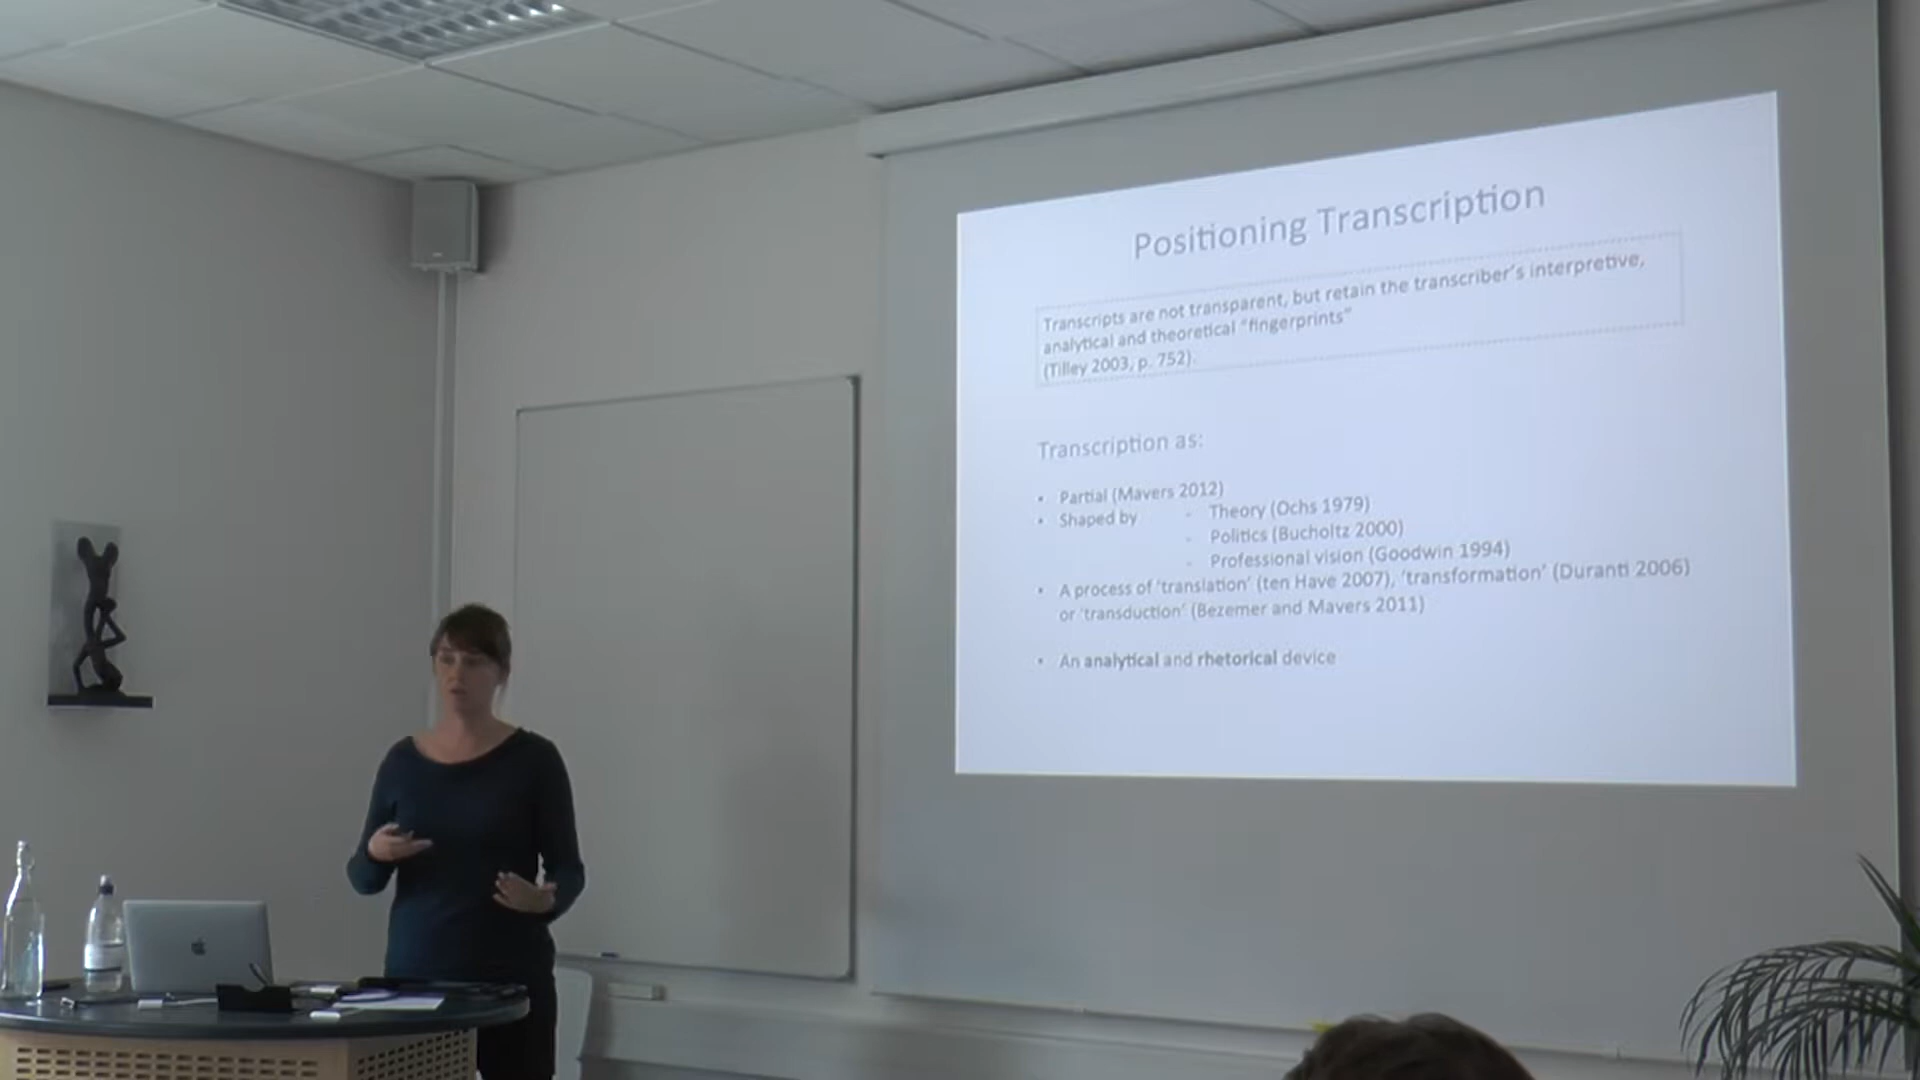 Positioning Transcription
Transcripts are not transparent, but retain the transcriber's interpretive,
analytical and theoretical "fingerprints"
(Tilley 2003, p. 752).
Transcription as:
• Partial (Mavers 2012)
• Shaped by - Theory (Ochs 1979)
- Politics (Bucholtz 2000)
- Professional vision (Goodwin 1994)
• A process of 'translation' (ten Have 2007), 'transformation' (Duranti 2006)
or 'transduction' (Bezemer and Mavers 2011)
• An analytical and rhetorical device